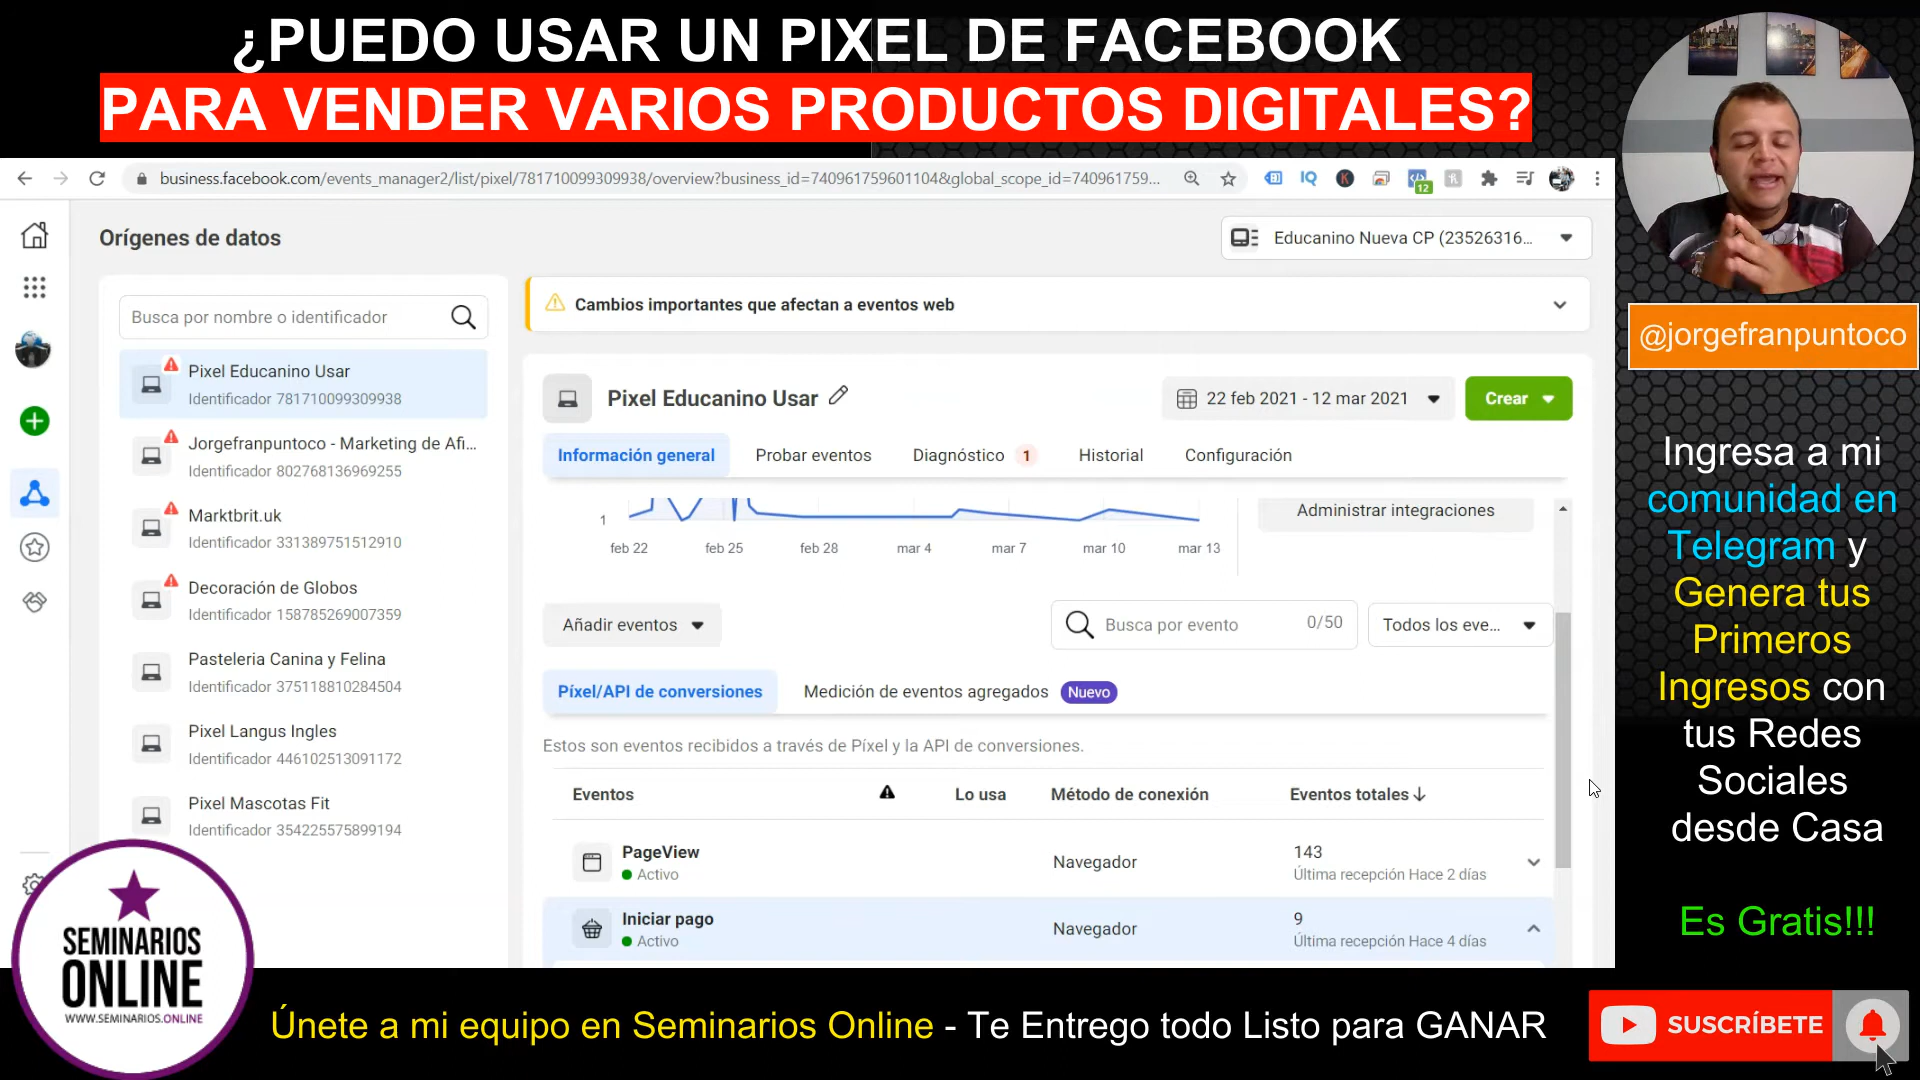 ¿PUEDO USAR UN PIXEL DE FACEBOOK
PARA VENDER VARIOS PRODUCTOS DIGITALES?
business.facebook.com/events_manager2/list/pixel/781710099309938/overview?business_id=740961759601104&global_scope_id=740961759...
IQ
K
12
Orígenes de datos
Educanino Nueva CP (23526316...
Busca por nombre o identificador
Pixel Educanino Usar
Identificador 781710099309938
Jorgefranpuntoco - Marketing de Afi...
Identificador 802768136969255
Marktbrit.uk
Identificador 331389751512910
Decoración de Globos
Identificador 158785269007359
Pasteleria Canina y Felina
Identificador 375118810284504
Pixel Langus Ingles
Identificador 446102513091172
Pixel Mascotas Fit
Identificador 354225575899194
Cambios importantes que afectan a eventos web
Pixel Educanino Usar
22 feb 2021 - 12 mar 2021
Crear
Información general
Probar eventos
Diagnóstico 1
Historial
Configuración
1
feb 22
feb 25
feb 28
mar 4
mar 7
mar 10
mar 13
Administrar integraciones
Añadir eventos
Busca por evento
0/50
Todos los eve...
Píxel/API de conversiones
Medición de eventos agregados
Nuevo
Estos son eventos recibidos a través de Píxel y la API de conversiones.
Eventos
Lo usa
Método de conexión
Eventos totales
PageView
Activo
Navegador
143
Última recepción Hace 2 días
Iniciar pago
Activo
Navegador
9
Última recepción Hace 4 días
@jorgefranpuntoco
Ingresa a mi
comunidad en
Telegram y
Genera tus
Primeros
Ingresos con
tus Redes
Sociales
desde Casa
Es Gratis!!!
SEMINARIOS
ONLINE
WWW.SEMINARIOS.ONLINE
Únete a mi equipo en Seminarios Online - Te Entrego todo Listo para GANAR
SUSCRÍBETE